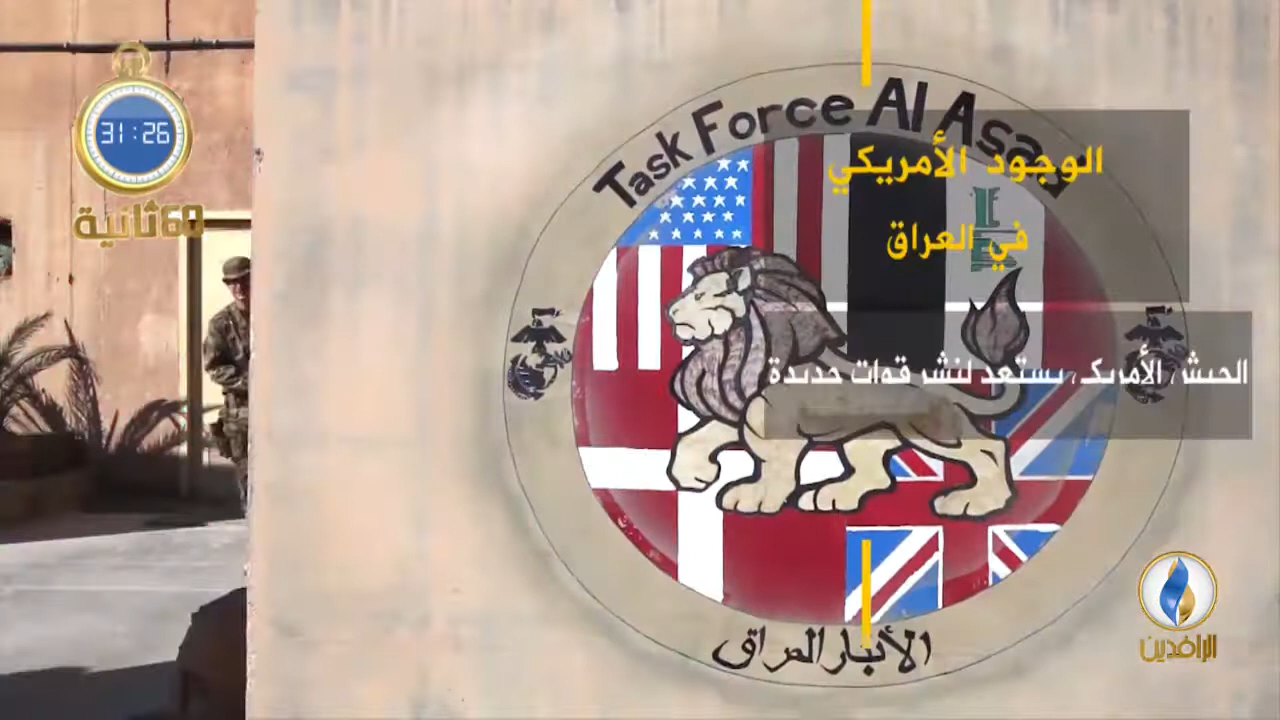 31:26
60ثانية
Task Force Al Asad
الوجود الأمريكي
في العراق
الجيش الأمريكي يستعد لنشر قوات جديدة
الأنبار العراق
الرافدين